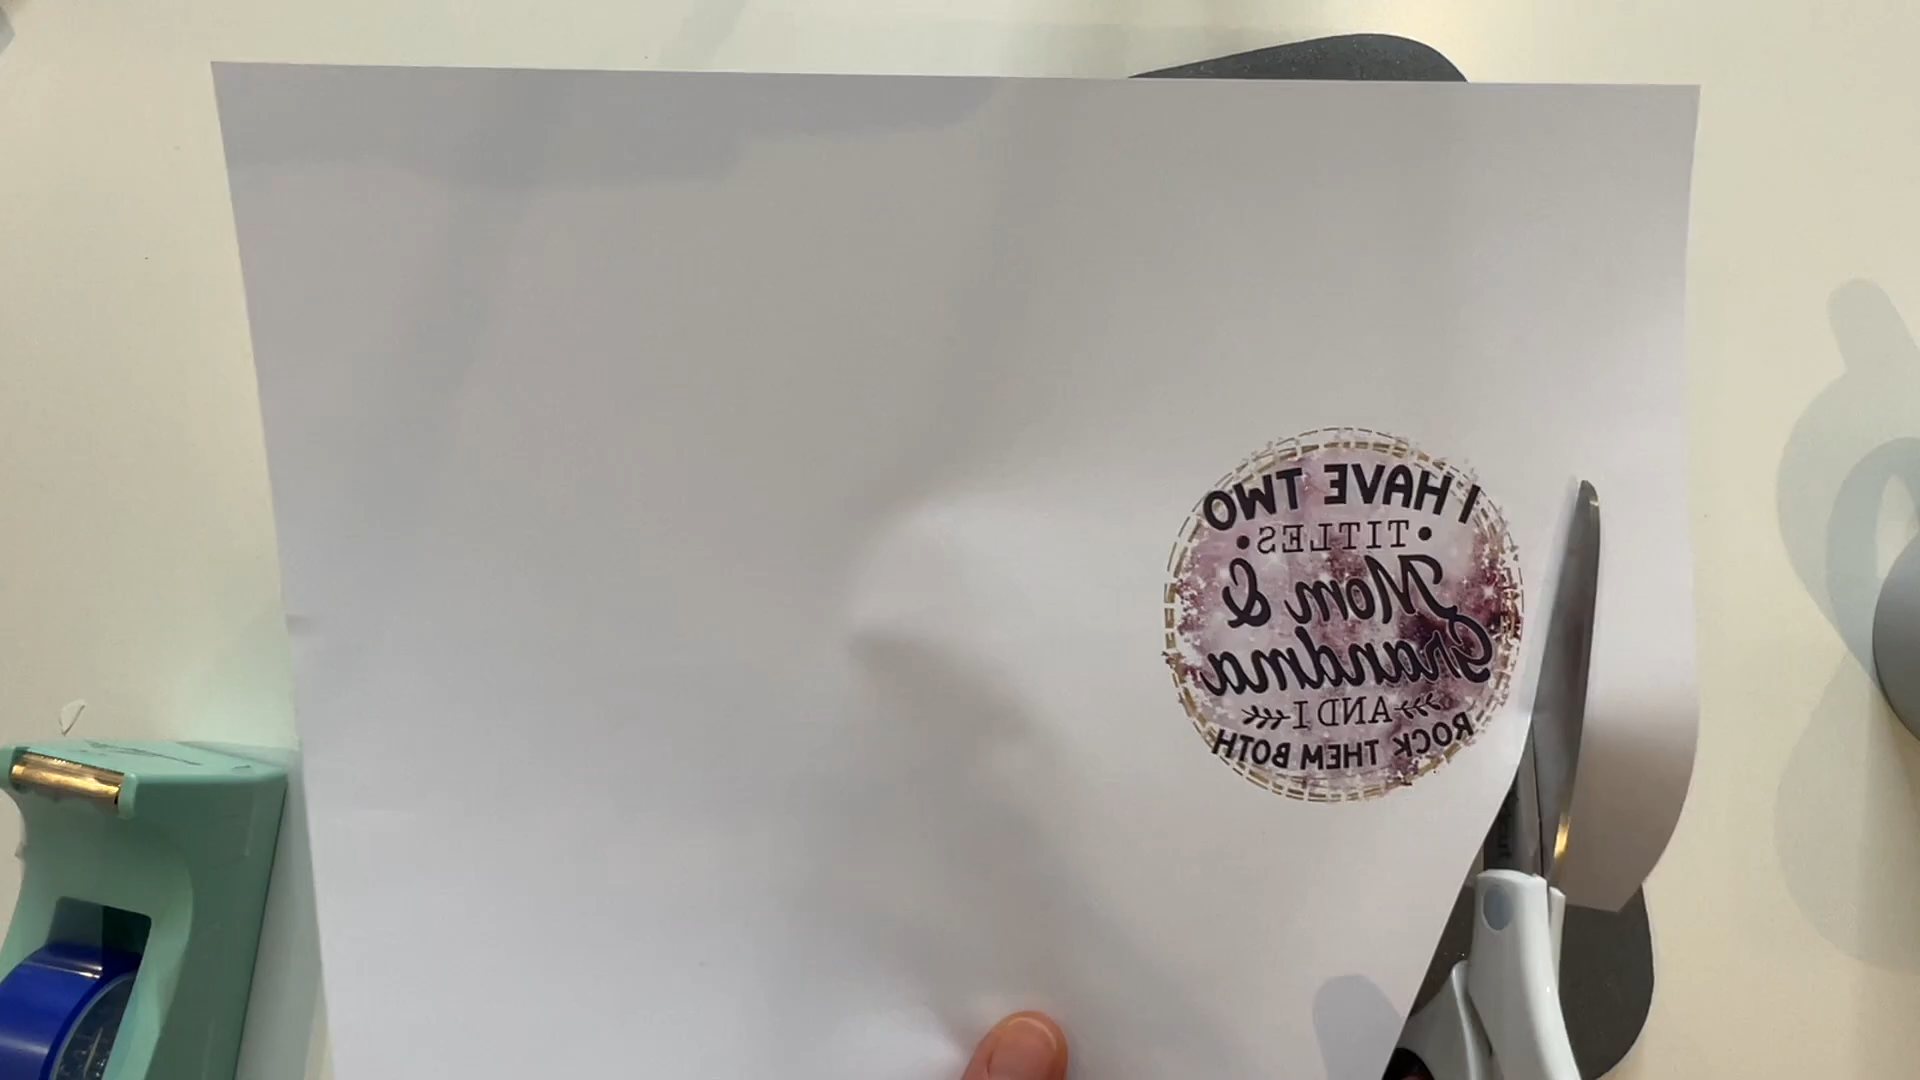 I HAVE TWO
• TITLES •
Mom &
Grandma
AND I
ROCK THEM BOTH